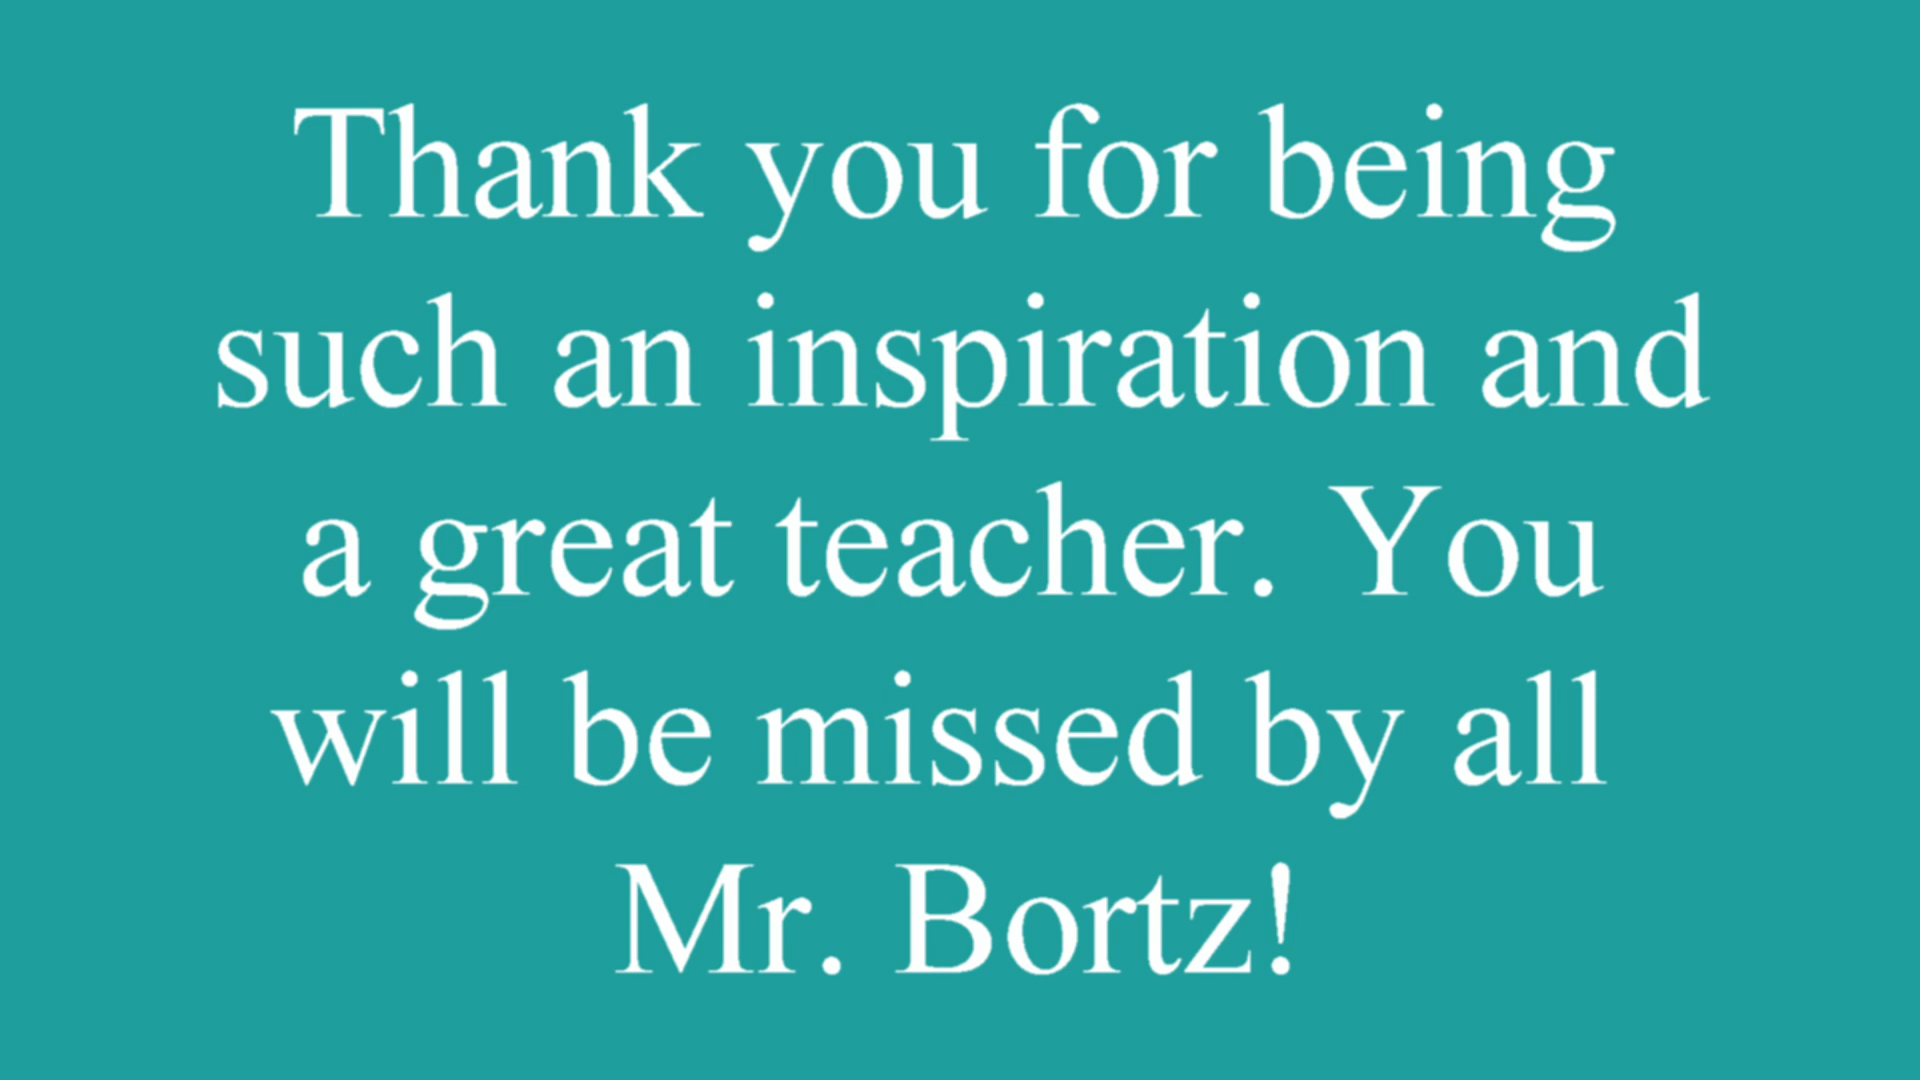 Thank you for being
such an inspiration and
a great teacher. You
will be missed by all
Mr. Bortz!